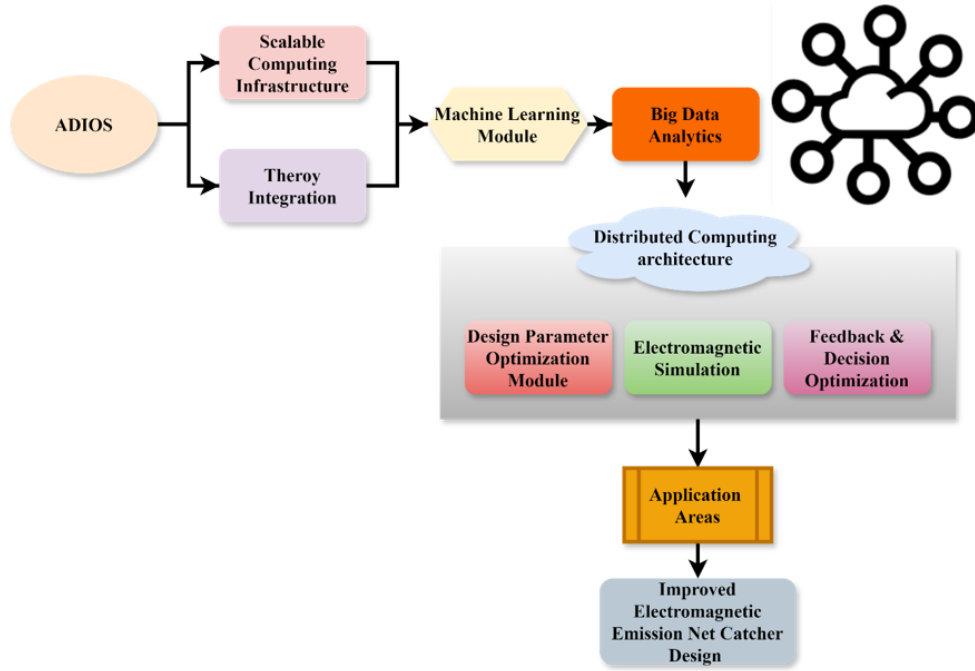 ADIOS
Scalable
Computing
Infrastructure
Theroy
Integration
Machine Learning
Module
Big Data
Analytics
Distributed Computing
architecture
Design Parameter
Optimization
Module
Electromagnetic
Simulation
Feedback &
Decision
Optimization
Application
Areas
Improved
Electromagnetic
Emission Net Catcher
Design